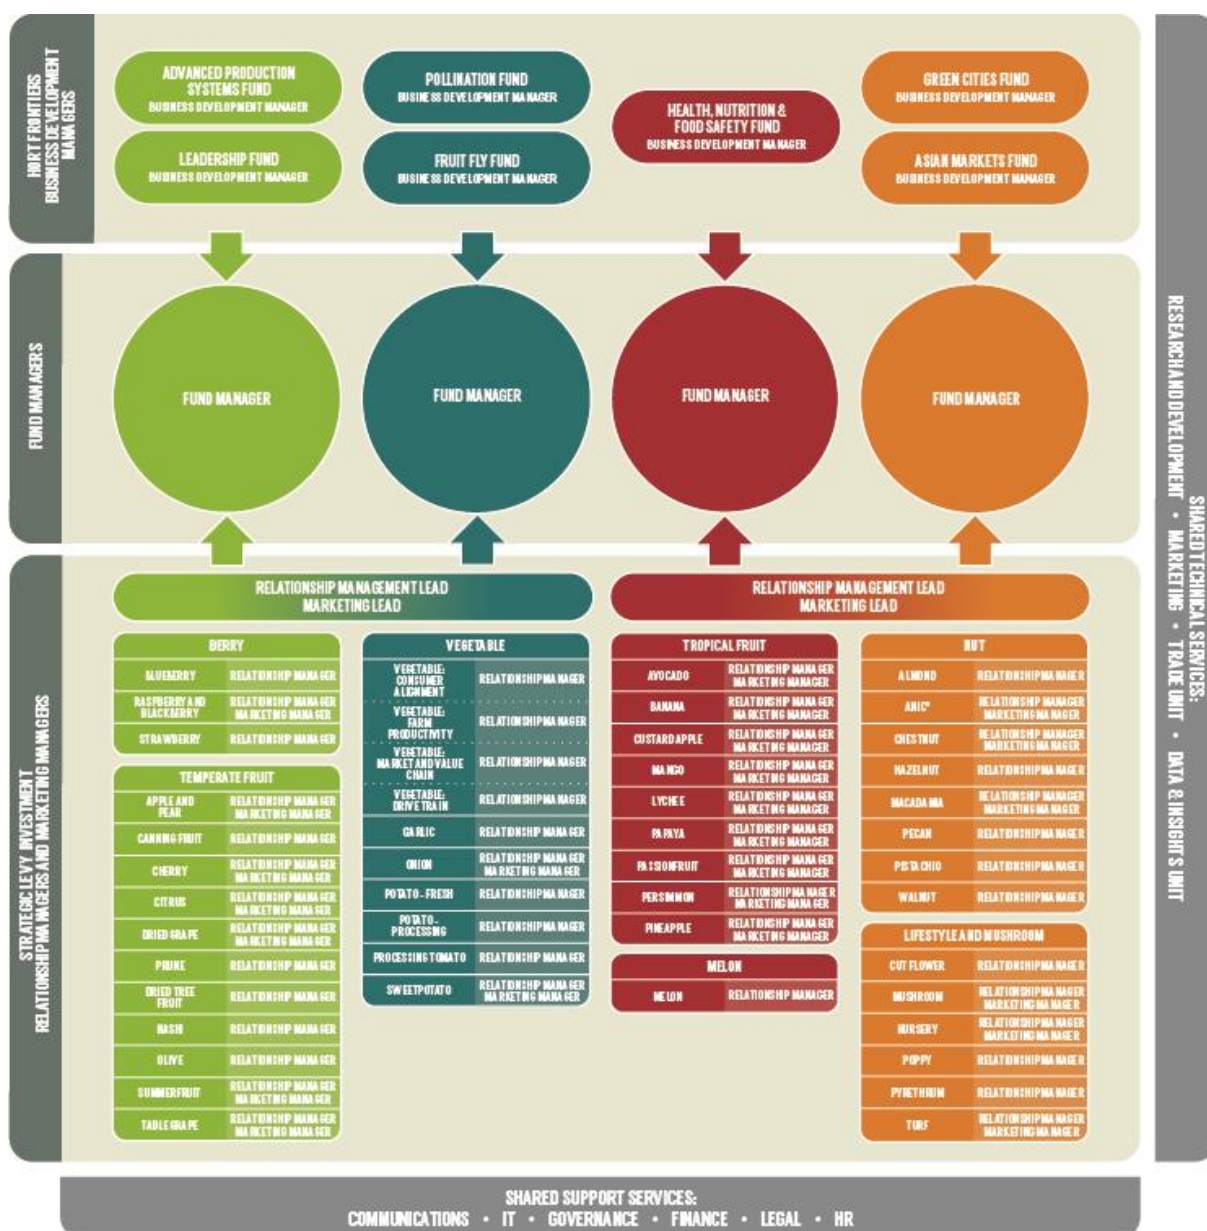 HORT FRONTIERS
BUSINESS DEVELOPMENT
MANAGERS
ADVANCED PRODUCTION
SYSTEMS FUND
BUSINESS DEVELOPMENT MANAGER
LEADERSHIP FUND
BUSINESS DEVELOPMENT MANAGER
POLLINATION FUND
BUSINESS DEVELOPMENT MANAGER
FRUIT FLY FUND
BUSINESS DEVELOPMENT MANAGER
HEALTH, NUTRITION &
FOOD SAFETY FUND
BUSINESS DEVELOPMENT MANAGER
GREEN CITIES FUND
BUSINESS DEVELOPMENT MANAGER
ASIAN MARKETS FUND
BUSINESS DEVELOPMENT MANAGER
FUND MANAGERS
FUND MANAGER
FUND MANAGER
FUND MANAGER
FUND MANAGER
STRATEGIC LEVY INVESTMENT
RELATIONSHIP MANAGERS AND MARKETING MANAGERS
RELATIONSHIP MANAGEMENT LEAD
MARKETING LEAD
RELATIONSHIP MANAGEMENT LEAD
MARKETING LEAD
BERRY
BLUEBERRY RELATIONSHIP MANAGER
RASPBERRY AND
BLACKBERRY
RELATIONSHIP MANAGER
MARKETING MANAGER
STRAWBERRY RELATIONSHIP MANAGER
TEMPERATE FRUIT
APPLE AND
PEAR
RELATIONSHIP MANAGER
MARKETING MANAGER
CANNING FRUIT RELATIONSHIP MANAGER
CHERRY
RELATIONSHIP MANAGER
MARKETING MANAGER
CITRUS
RELATIONSHIP MANAGER
MARKETING MANAGER
DRIED GRAPE
RELATIONSHIP MANAGER
MARKETING MANAGER
PRUNE RELATIONSHIP MANAGER
DRIED TREE
FRUIT
RELATIONSHIP MANAGER
NASHI RELATIONSHIP MANAGER
OLIVE RELATIONSHIP MANAGER
SUMMERFRUIT
RELATIONSHIP MANAGER
MARKETING MANAGER
TABLE GRAPE
RELATIONSHIP MANAGER
MARKETING MANAGER
VEGETABLE
VEGETABLE:
CONSUMER
ALIGNMENT
RELATIONSHIP MANAGER
VEGETABLE:
FARM
PRODUCTIVITY
RELATIONSHIP MANAGER
VEGETABLE:
MARKET AND VALUE
CHAIN
RELATIONSHIP MANAGER
VEGETABLE:
DRIVE TRAIN
RELATIONSHIP MANAGER
GARLIC RELATIONSHIP MANAGER
ONION
RELATIONSHIP MANAGER
MARKETING MANAGER
POTATO - FRESH RELATIONSHIP MANAGER
POTATO -
PROCESSING
RELATIONSHIP MANAGER
PROCESSING TOMATO RELATIONSHIP MANAGER
SWEETPOTATO
RELATIONSHIP MANAGER
MARKETING MANAGER
TROPICAL FRUIT
AVOCADO
RELATIONSHIP MANAGER
MARKETING MANAGER
BANANA
RELATIONSHIP MANAGER
MARKETING MANAGER
CUSTARD APPLE
RELATIONSHIP MANAGER
MARKETING MANAGER
MANGO
RELATIONSHIP MANAGER
MARKETING MANAGER
LYCHEE
RELATIONSHIP MANAGER
MARKETING MANAGER
PAPAYA
RELATIONSHIP MANAGER
MARKETING MANAGER
PASSIONFRUIT
RELATIONSHIP MANAGER
MARKETING MANAGER
PERSIMMON
RELATIONSHIP MANAGER
MARKETING MANAGER
PINEAPPLE
RELATIONSHIP MANAGER
MARKETING MANAGER
MELON
MELON RELATIONSHIP MANAGER
NUT
ALMOND RELATIONSHIP MANAGER
ANIC*
RELATIONSHIP MANAGER
MARKETING MANAGER
CHESTNUT
RELATIONSHIP MANAGER
MARKETING MANAGER
HAZELNUT RELATIONSHIP MANAGER
MACADAMIA
RELATIONSHIP MANAGER
MARKETING MANAGER
PECAN RELATIONSHIP MANAGER
PISTACHIO RELATIONSHIP MANAGER
WALNUT RELATIONSHIP MANAGER
LIFESTYLE AND MUSHROOM
CUT FLOWER RELATIONSHIP MANAGER
MUSHROOM
RELATIONSHIP MANAGER
MARKETING MANAGER
NURSERY
RELATIONSHIP MANAGER
MARKETING MANAGER
POPPY RELATIONSHIP MANAGER
PYRETHRUM RELATIONSHIP MANAGER
TURF
RELATIONSHIP MANAGER
MARKETING MANAGER
SHARED TECHNICAL SERVICES:
RESEARCH AND DEVELOPMENT • MARKETING • TRADE UNIT • DATA & INSIGHTS UNIT
SHARED SUPPORT SERVICES:
COMMUNICATIONS • IT • GOVERNANCE • FINANCE • LEGAL • HR